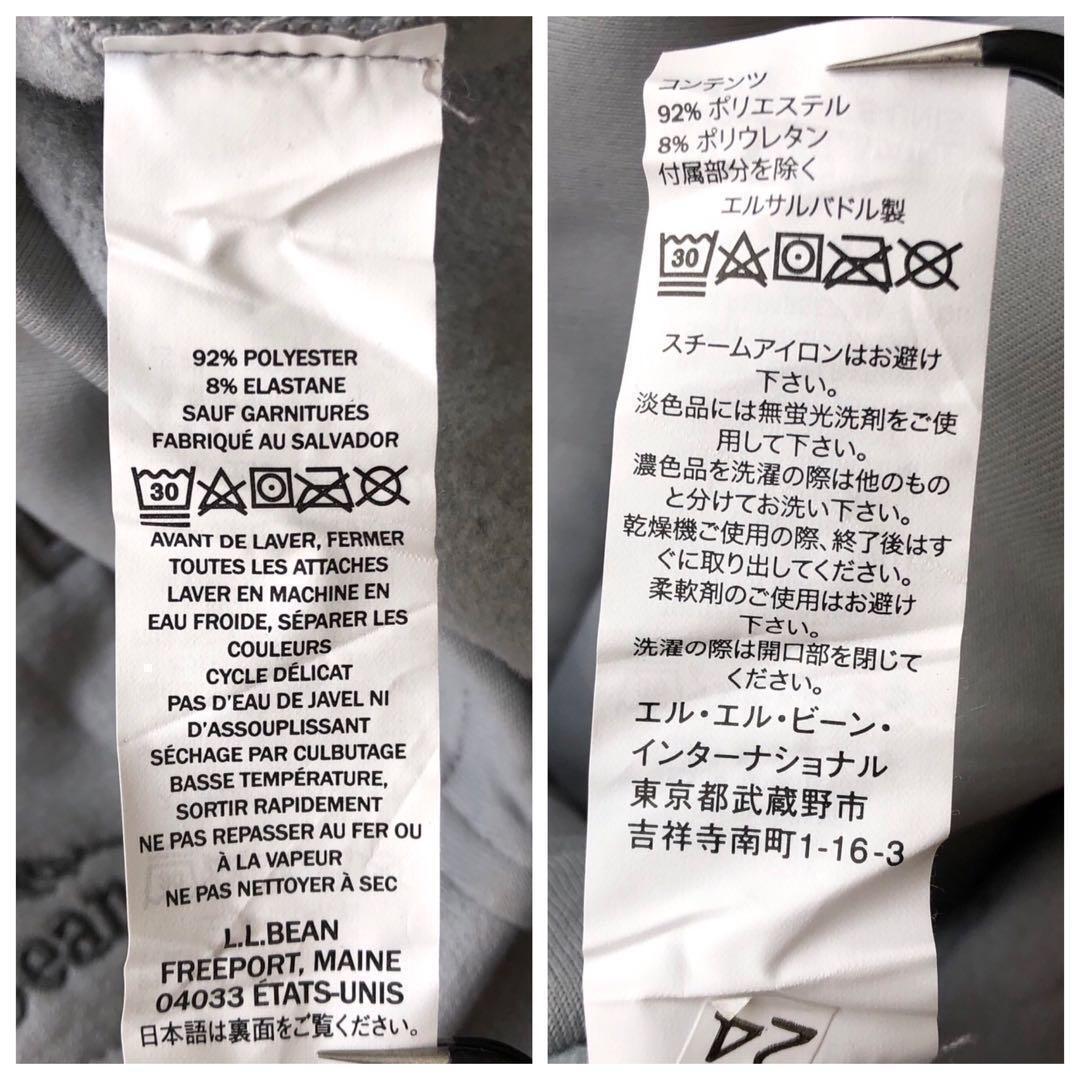 92% POLYESTER
8% ELASTANE
SAUF GARNITURES
FABRIQUÉ AU SALVADOR
30
AVANT DE LAVER, FERMER
TOUTES LES ATTACHES
LAVER EN MACHINE EN
EAU FROIDE, SÉPARER LES
COULEURS
CYCLE DÉLICAT
PAS D'EAU DE JAVEL NI
D'ASSOUPLISSANT
SÉCHAGE PAR CULBUTAGE
BASSE TEMPÉRATURE,
SORTIR RAPIDEMENT
NE PAS REPASSER AU FER OU
À LA VAPEUR
NE PAS NETTOYER À SEC
L.L.BEAN
FREEPORT, MAINE
04033 ÉTATS-UNIS
日本語は裏面をご覧ください。
コンテンツ
92% ポリエステル
8% ポリウレタン
付属部分を除く
エルサルバドル製
30
スチームアイロンはお避け
下さい。
淡色品には無蛍光洗剤をご使
用して下さい。
濃色品を洗濯の際は他のもの
と分けてお洗い下さい。
乾燥機ご使用の際、終了後はす
ぐに取り出してください。
柔軟剤のご使用はお避け
下さい。
洗濯の際は開口部を閉じて
ください。
エル・エル・ビーン・
インターナショナル
東京都武蔵野市
吉祥寺南町1-16-3